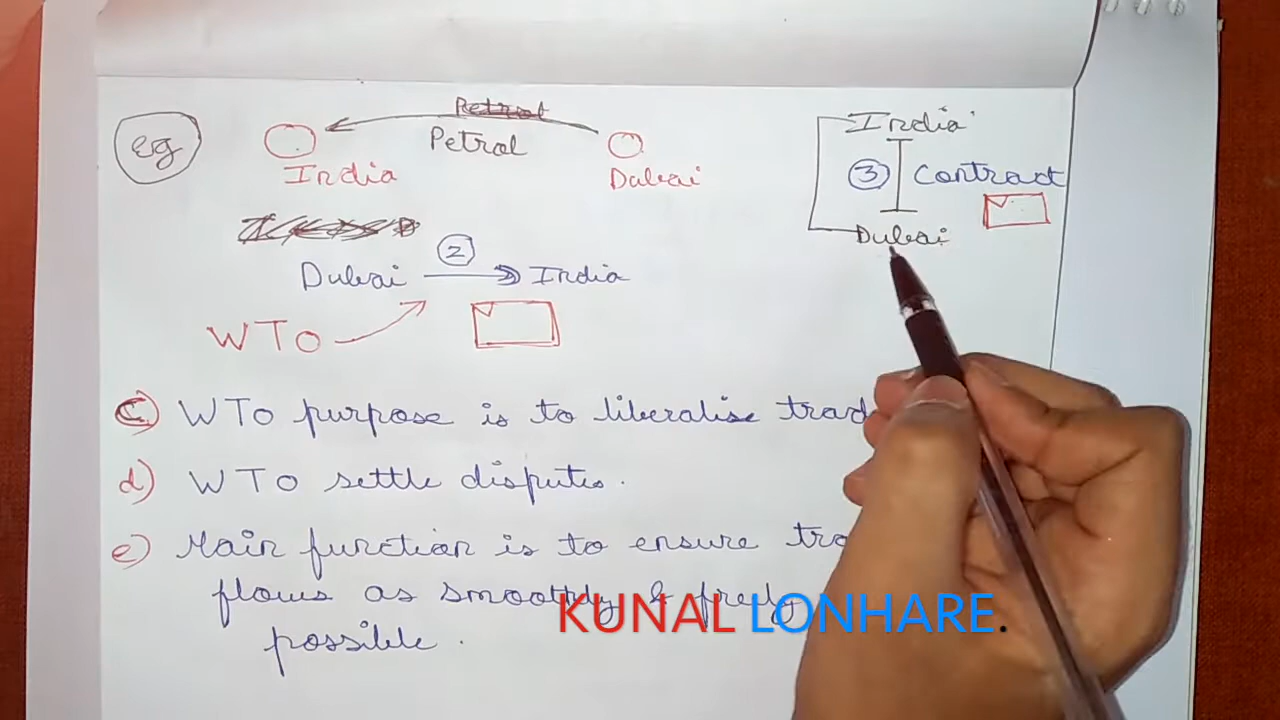 eg
Petrol
Petrol
India
Dubai
India
3 Contract
Dubai
2
Dubai India
WTO
c) WTO purpose is to liberalise trad
d) WTO settle disputes.
e) Main function is to ensure tra
flows as smoothly & freely
possible.
KUNAL LONHARE.